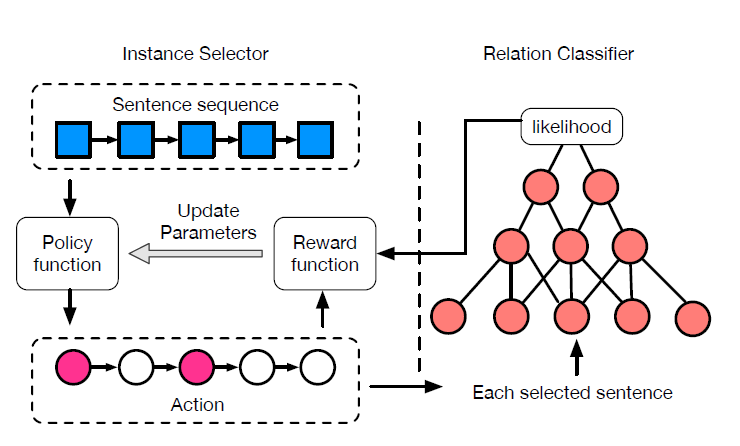 Instance Selector
Relation Classifier
Sentence sequence
likelihood
Update
Parameters
Policy
function
Reward
function
Action
Each selected sentence